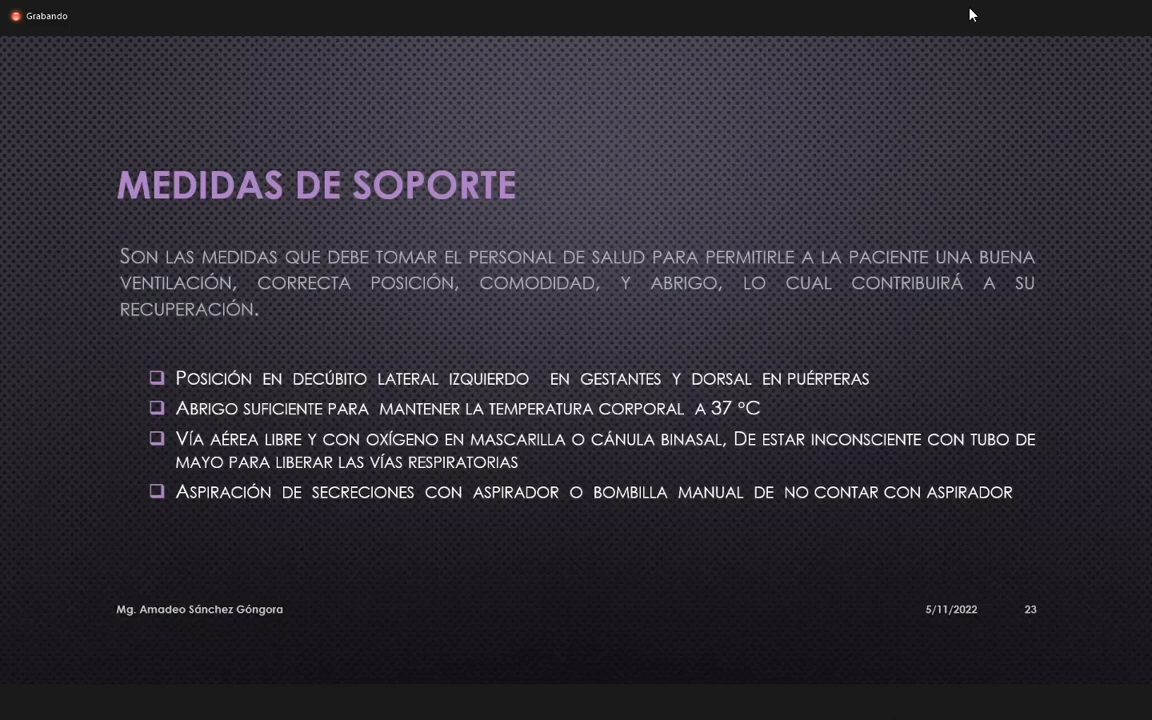 Grabando
MEDIDAS DE SOPORTE
SON LAS MEDIDAS QUE DEBE TOMAR EL PERSONAL DE SALUD PARA PERMITIRLE A LA PACIENTE UNA BUENA
VENTILACIÓN, CORRECTA POSICIÓN, COMODIDAD, Y ABRIGO, LO CUAL CONTRIBUIRÁ A SU
RECUPERACIÓN.
POSICIÓN EN DECÚBITO LATERAL IZQUIERDO EN GESTANTES Y DORSAL EN PUÉRPERAS
ABRIGO SUFICIENTE PARA MANTENER LA TEMPERATURA CORPORAL A 37 °C
VÍA AÉREA LIBRE Y CON OXÍGENO EN MASCARILLA O CÁNULA BINASAL, DE ESTAR INCONSCIENTE CON TUBO DE
MAYO PARA LIBERAR LAS VÍAS RESPIRATORIAS
ASPIRACIÓN DE SECRECIONES CON ASPIRADOR O BOMBILLA MANUAL DE NO CONTAR CON ASPIRADOR
Mg. Amadeo Sánchez Góngora
5/11/2022
23